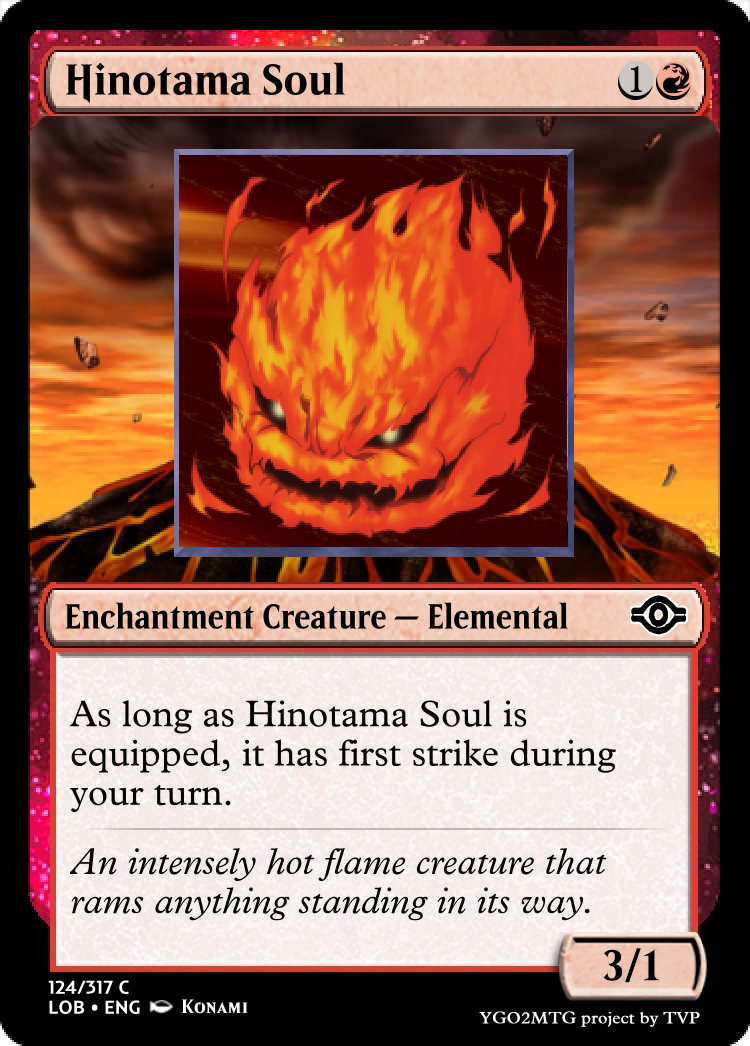 Hinotama Soul 1
Enchantment Creature — Elemental
As long as Hinotama Soul is
equipped, it has first strike during
your turn.
An intensely hot flame creature that
rams anything standing in its way.
3/1
124/317 C
LOB • ENG Konami
YGO2MTG project by TVP